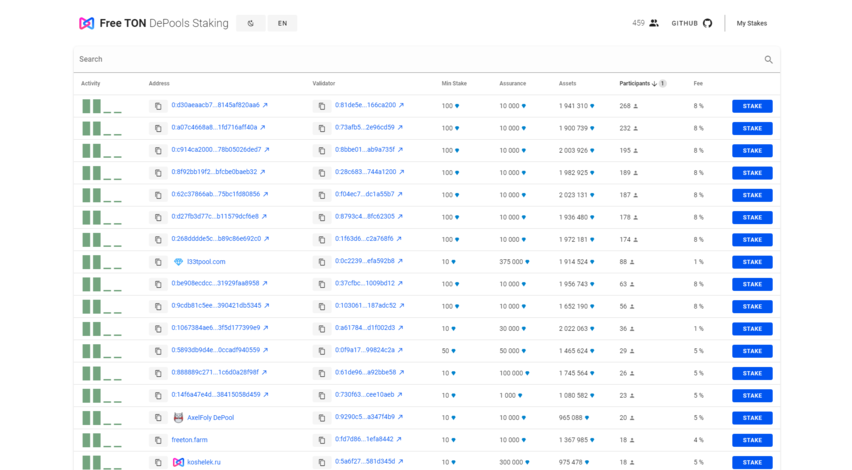 Free TON DePools Staking EN 459 GITHUB My Stakes
Search
Activity Address Validator Min Stake Assurance Assets Participants 1 Fee
0:d30aeaacb7...8145af820aa6 0:81de5e...166ca200 100 10 000 1 941 310 268 8 % STAKE
0:a07c4668a8...1fd716aff40a 0:73afb5...2e96cd59 100 10 000 1 900 739 232 8 % STAKE
0:c914ca2000...78b05026ded7 0:8bbe01...ab9a735f 100 10 000 2 003 926 195 8 % STAKE
0:8f92bb19f2...bfcbe0baeb32 0:28c683...744a1200 100 10 000 1 982 925 189 8 % STAKE
0:62c37866ab...75bc1fd80856 0:f04ec7...dc1a55b7 100 10 000 2 023 131 187 8 % STAKE
0:d27fb3d77c...b11579dcf6e8 0:8793c4...8fc62305 100 10 000 1 936 480 178 8 % STAKE
0:268dddde5c...b89c86e692c0 0:1f63d6...c2a768f6 100 10 000 1 972 181 174 8 % STAKE
l33tpool.com 0:0c2239...efa592b8 10 375 000 1 914 524 88 1 % STAKE
0:be908ecdcc...31929faa8958 0:37cfbc...1009bd12 100 10 000 1 956 743 63 8 % STAKE
0:9cdb81c5ee...390421db5345 0:103061...187adc52 100 10 000 1 652 190 56 8 % STAKE
0:1067384ae6...3f5d177399e9 0:a61784...d1f002d3 10 30 000 2 022 063 36 1 % STAKE
0:5893db9d4e...0ccadf940559 0:0f9a17...99824c2a 50 50 000 1 465 624 29 5 % STAKE
0:888889c271...1c6d0a28f98f 0:61de96...a92bbe58 10 100 000 1 745 564 26 5 % STAKE
0:14f6a47e4d...38415058d459 0:730f63...cee10aeb 10 1 000 1 080 582 23 5 % STAKE
AxelFoly DePool 0:9290c5...a347f4b9 10 10 000 965 088 20 5 % STAKE
freeton.farm 0:fd7d86...1efa8442 10 10 000 1 367 985 18 4 % STAKE
koshelek.ru 0:5a6f27...581d345d 10 300 000 975 478 18 5 % STAKE